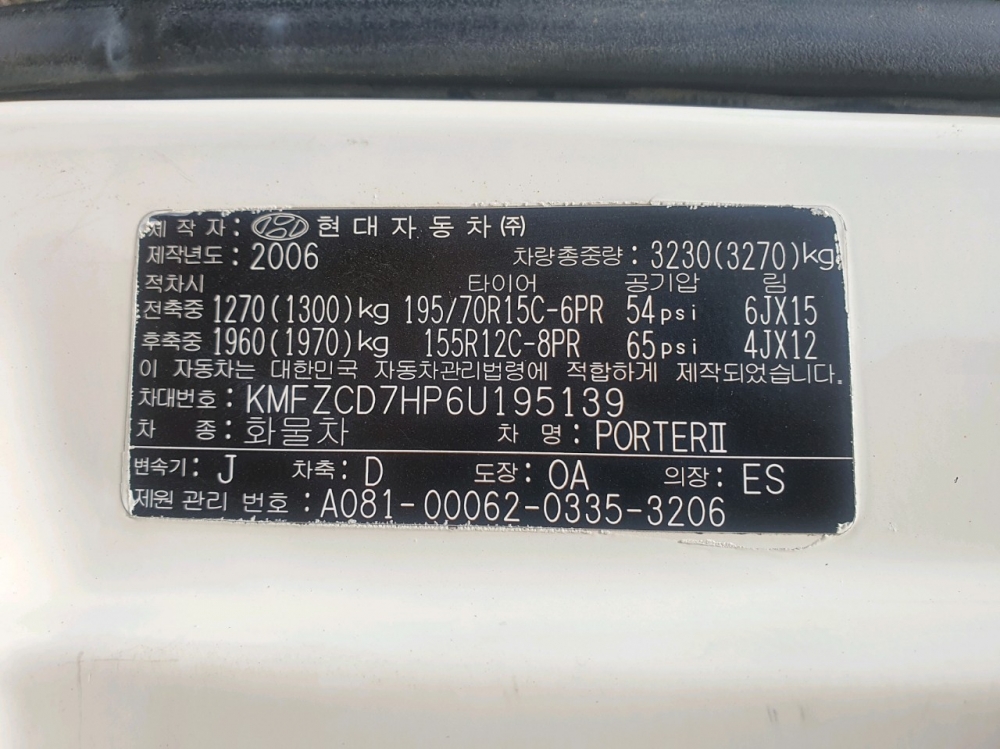 제 작 자 : 현 대 자 동 차 ㈜
제작년도 : 2006 차량총중량 : 3230(3270)kg
적차시 타이어 공기압 림
전축중 1270(1300)kg 195/70R15C-6PR 54psi 6JX15
후축중 1960(1970)kg 155R12C-8PR 65psi 4JX12
이 자동차는 대한민국 자동차관리법령에 적합하게 제작되었습니다.
차대번호 : KMFZCD7HP6U195139
차 종 : 화물차 차 명 : PORTERⅡ
변속기 : J 차축 : D 도장 : OA 의장 : ES
제원 관리 번호 : A081-00062-0335-3206